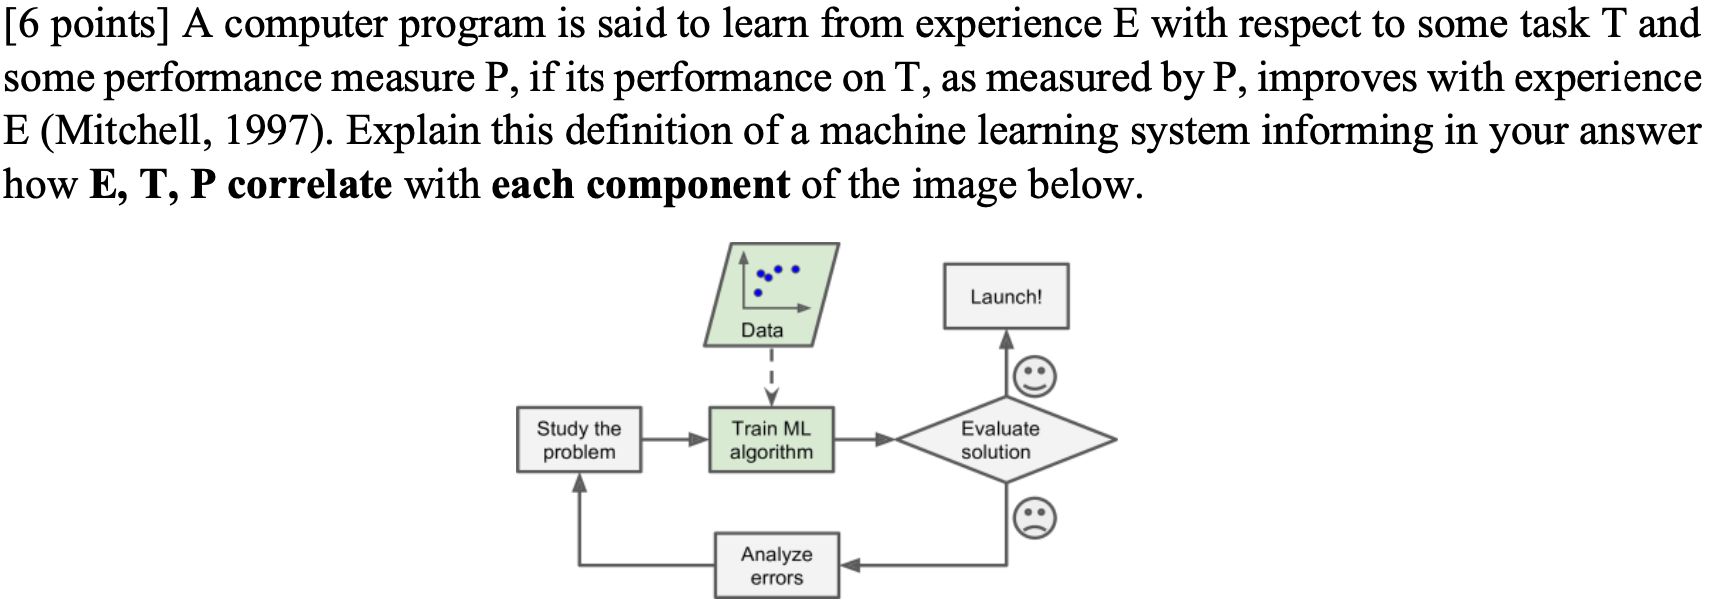 [6 points] A computer program is said to learn from experience E with respect to some task T and
some performance measure P, if its performance on T, as measured by P, improves with experience
E (Mitchell, 1997). Explain this definition of a machine learning system informing in your answer
how E, T, P correlate with each component of the image below.
Data
Launch!
Study the
problem
Train ML
algorithm
Evaluate
solution
Analyze
errors